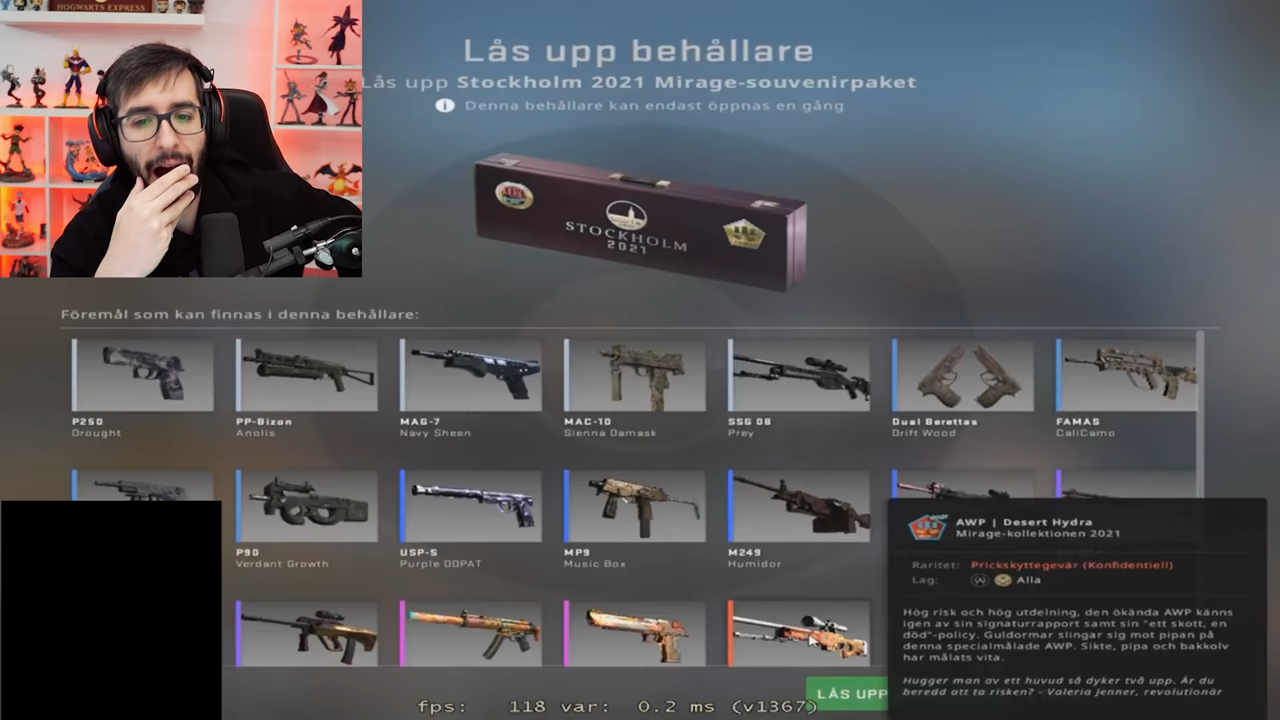 HOGWARTS EXPRESS
Lås upp behållare
Lås upp Stockholm 2021 Mirage-souvenirpaket
Denna behållare kan endast öppnas en gång
STOCKHOLM
2021
Föremål som kan finnas i denna behållare:
P250
Drought
PP-Bizon
Anolis
MAG-7
Navy Sheen
MAC-10
Sienna Damask
SSG 08
Prey
Dual Berettas
Drift Wood
FAMAS
CaliCamo
P90
Verdant Growth
USP-S
Purple DDPAT
MP9
Music Box
M249
Humidor
AWP | Desert Hydra
Mirage-kollektionen 2021
Raritet: Prickskyttegevär (Konfidentiell)
Lag: Alla
Hög risk och hög utdelning, den ökända AWP känns
igen av sin signaturrapport samt sin "ett skott, en
död"-policy. Guldormar slingar sig mot pipan på
denna specialmålade AWP. Sikte, pipa och bakkolv
har målats vita.
Hugger man av ett huvud så dyker två upp. Är du
beredd att ta risken? - Valeria Jenner, revolutionär
LÅS UPP
fps: 118 var: 0.2 ms (v1367)